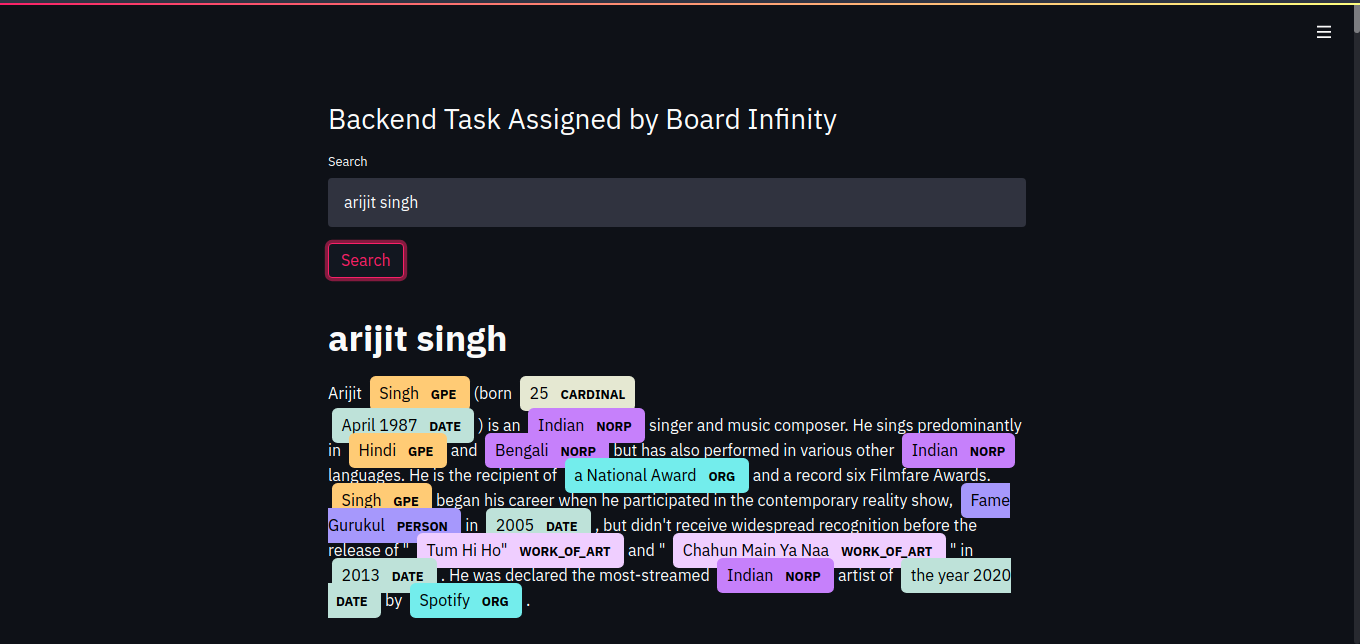 Backend Task Assigned by Board Infinity
Search
arijit singh
Search
arijit singh
Arijit Singh GPE (born 25 CARDINAL
April 1987 DATE ) is an Indian NORP singer and music composer. He sings predominantly
in Hindi GPE and Bengali NORP but has also performed in various other Indian NORP
languages. He is the recipient of a National Award ORG and a record six Filmfare Awards.
Singh GPE began his career when he participated in the contemporary reality show, Fame
Gurukul PERSON in 2005 DATE , but didn't receive widespread recognition before the
release of " Tum Hi Ho" WORK_OF_ART and " Chahun Main Ya Naa WORK_OF_ART " in
2013 DATE . He was declared the most-streamed Indian NORP artist of the year 2020
DATE by Spotify ORG .